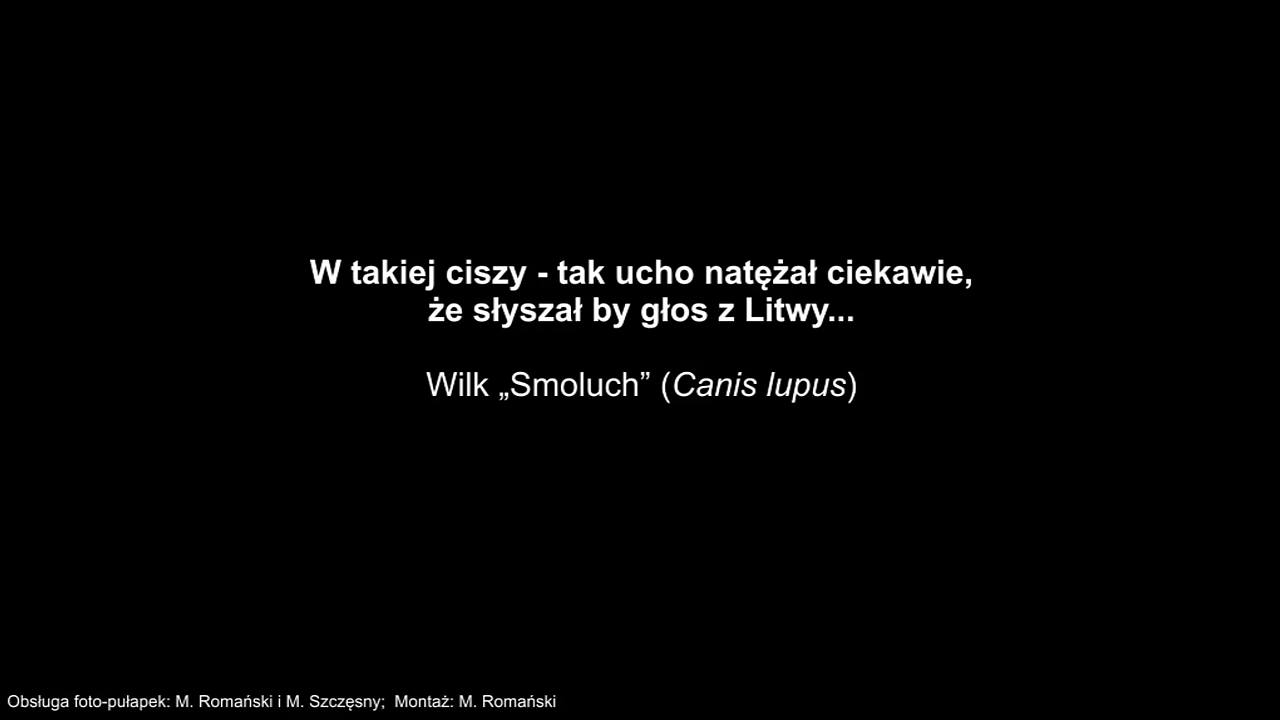 W takiej ciszy - tak ucho natężał ciekawie,
że słyszał by głos z Litwy...
Wilk „Smoluch” (Canis lupus)
Obsługa foto-pułapek: M. Romański i M. Szczęsny;  Montaż: M. Romański